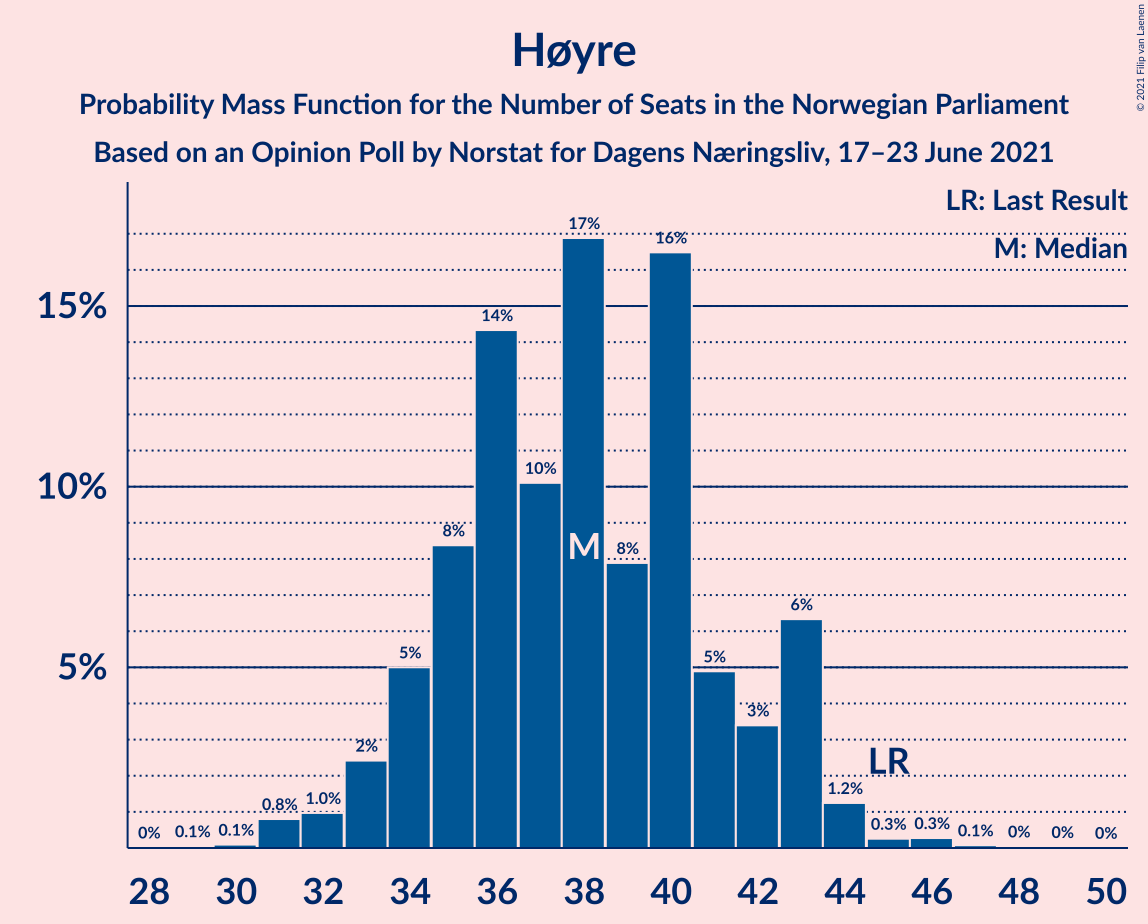 Høyre
Probability Mass Function for the Number of Seats in the Norwegian Parliament
Based on an Opinion Poll by Norstat for Dagens Næringsliv, 17–23 June 2021
© 2021 Filip van Laenen
LR: Last Result
M: Median
15%
10%
5%
0% 0.1% 0.1% 0.8% 1.0% 2% 5% 8% 14% 10% 17% 8% 16% 5% 3% 6% 1.2% 0.3% 0.3% 0.1% 0% 0% 0%
M
LR
28 30 32 34 36 38 40 42 44 46 48 50